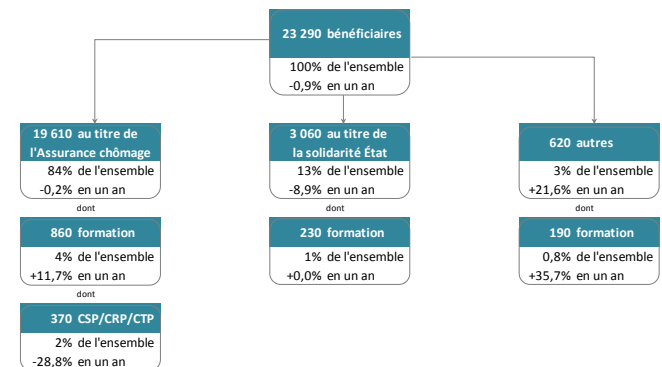 23 290 bénéficiaires
100% de l'ensemble
-0,9% en un an
19 610 au titre de
l'Assurance chômage
84% de l'ensemble
-0,2% en un an
dont
860 formation
4% de l'ensemble
+11,7% en un an
dont
370 CSP/CRP/CTP
2% de l'ensemble
-28,8% en un an
3 060 au titre de
la solidarité État
13% de l'ensemble
-8,9% en un an
dont
230 formation
1% de l'ensemble
+0,0% en un an
620 autres
3% de l'ensemble
+21,6% en un an
dont
190 formation
0,8% de l'ensemble
+35,7% en un an